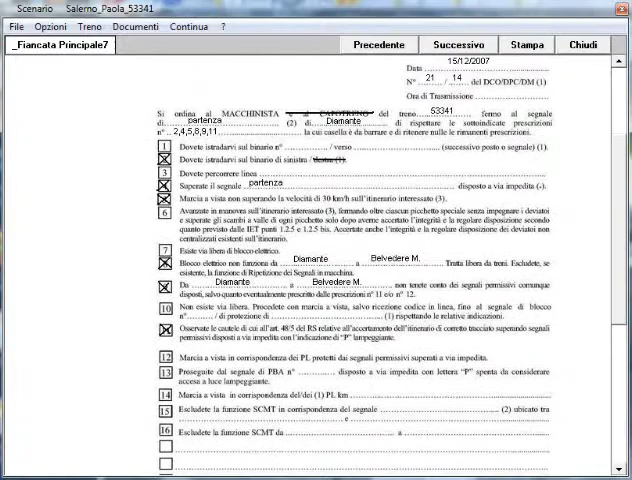 Scenario Salerno_Paola_53341
File Opzioni Treno Documenti Continua ?
_Fiancata Principale7 Precedente Successivo Stampa Chiudi
15/12/2007
Data
N° 21 / 14 del DCO/DPC/DM (1)
Ora di Trasmissione
Si ordina al MACCHINISTA e al CAPOTRENO del treno 53341 fermo al segnale
di partenza (2) di Diamante di rispettare le sottoindicate prescrizioni
n° 2,4,5,8,9,11 la cui casella è da barrare e di ritenere nulle le rimanenti prescrizioni.
1 Dovete istradarvi sul binario n° / verso (successivo posto o segnale) (1).
Dovete istradarvi sul binario di sinistra / destra (1).
3 Dovete percorrere linea
Superate il segnale partenza disposto a via impedita (*).
Marcia a vista non superando la velocità di 30 km/h sull'itinerario interessato (3).
6 Avanzate in manovra sull'itinerario interessato (3), fermando oltre ciascun picchetto speciale senza impegnare i deviatoi
e superate gli scambi a valle di ogni picchetto solo dopo averne accertato l'integrità e la regolare disposizione secondo
quanto previsto dalle IET punti 1.2.5 e 1.2.5 bis. Accertate anche l'integrità e la regolare disposizione dei deviatoi non
centralizzati esistenti sull'itinerario.
7 Esiste via libera di blocco elettrico.
Blocco elettrico non funziona da Diamante a Belvedere M. Tratta libera da treni. Escludete, se
esistente, la funzione di Ripetizione dei Segnali in macchina.
Da Diamante a Belvedere M. non tenete conto dei segnali permissivi comunque
disposti, salvo quanto eventualmente prescritto dalle prescrizioni n° 11 e/o n° 12.
10 Non esiste via libera. Procedete con marcia a vista, salvo ricezione codice in linea, fino al segnale di blocco
n° / di protezione di (1) rispettando le relative indicazioni.
Osservate le cautele di cui all'art. 48/5 del RS relative all'accertamento dell'itinerario di corretto tracciato superando segnali
permissivi disposti a via impedita con l'indicazione di "P" lampeggiante.
12 Marcia a vista in corrispondenza dei PL protetti dai segnali permissivi superati a via impedita.
13 Proseguite dal segnale di PBA n° disposto a via impedita con lettera "P" spenta da considerare
accesa a luce lampeggiante.
14 Marcia a vista in corrispondenza del/dei (1) PL km
15 Escludete la funzione SCMT in corrispondenza del segnale (2) ubicato tra
e
16 Escludete la funzione SCMT da a